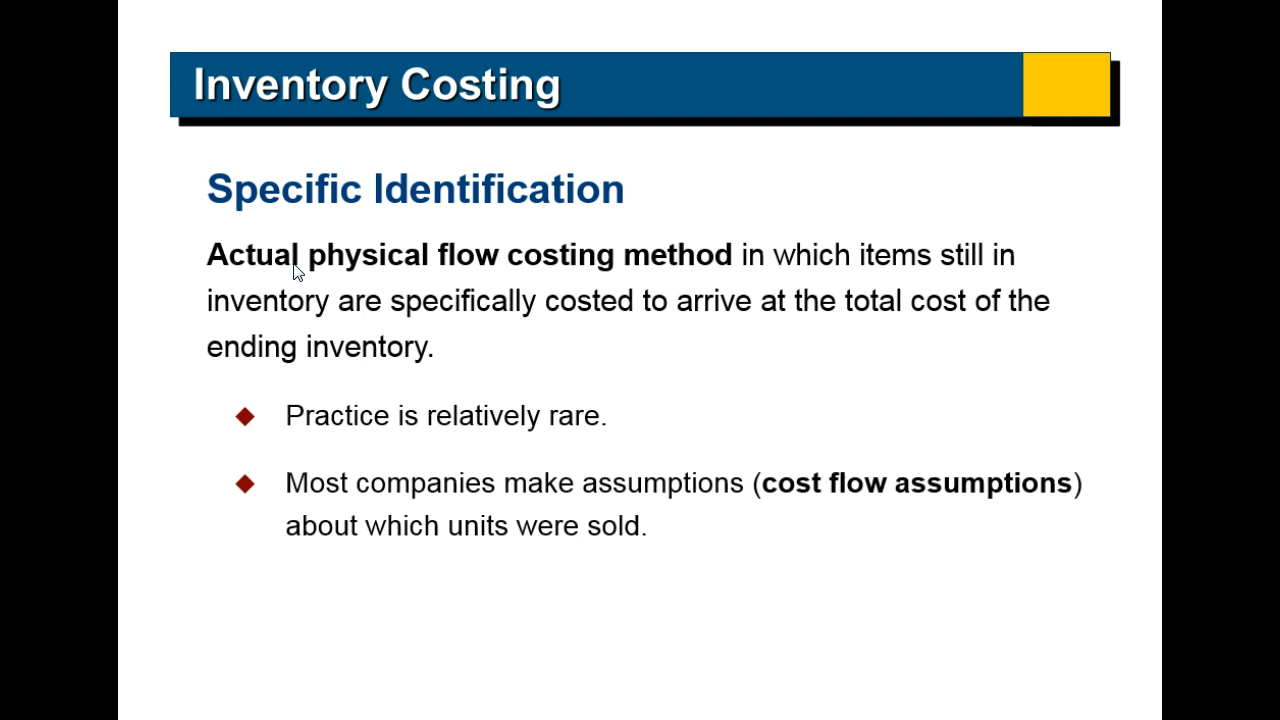 Inventory Costing
Specific Identification
Actual physical flow costing method in which items still in
inventory are specifically costed to arrive at the total cost of the
ending inventory.
Practice is relatively rare.
Most companies make assumptions (cost flow assumptions)
about which units were sold.